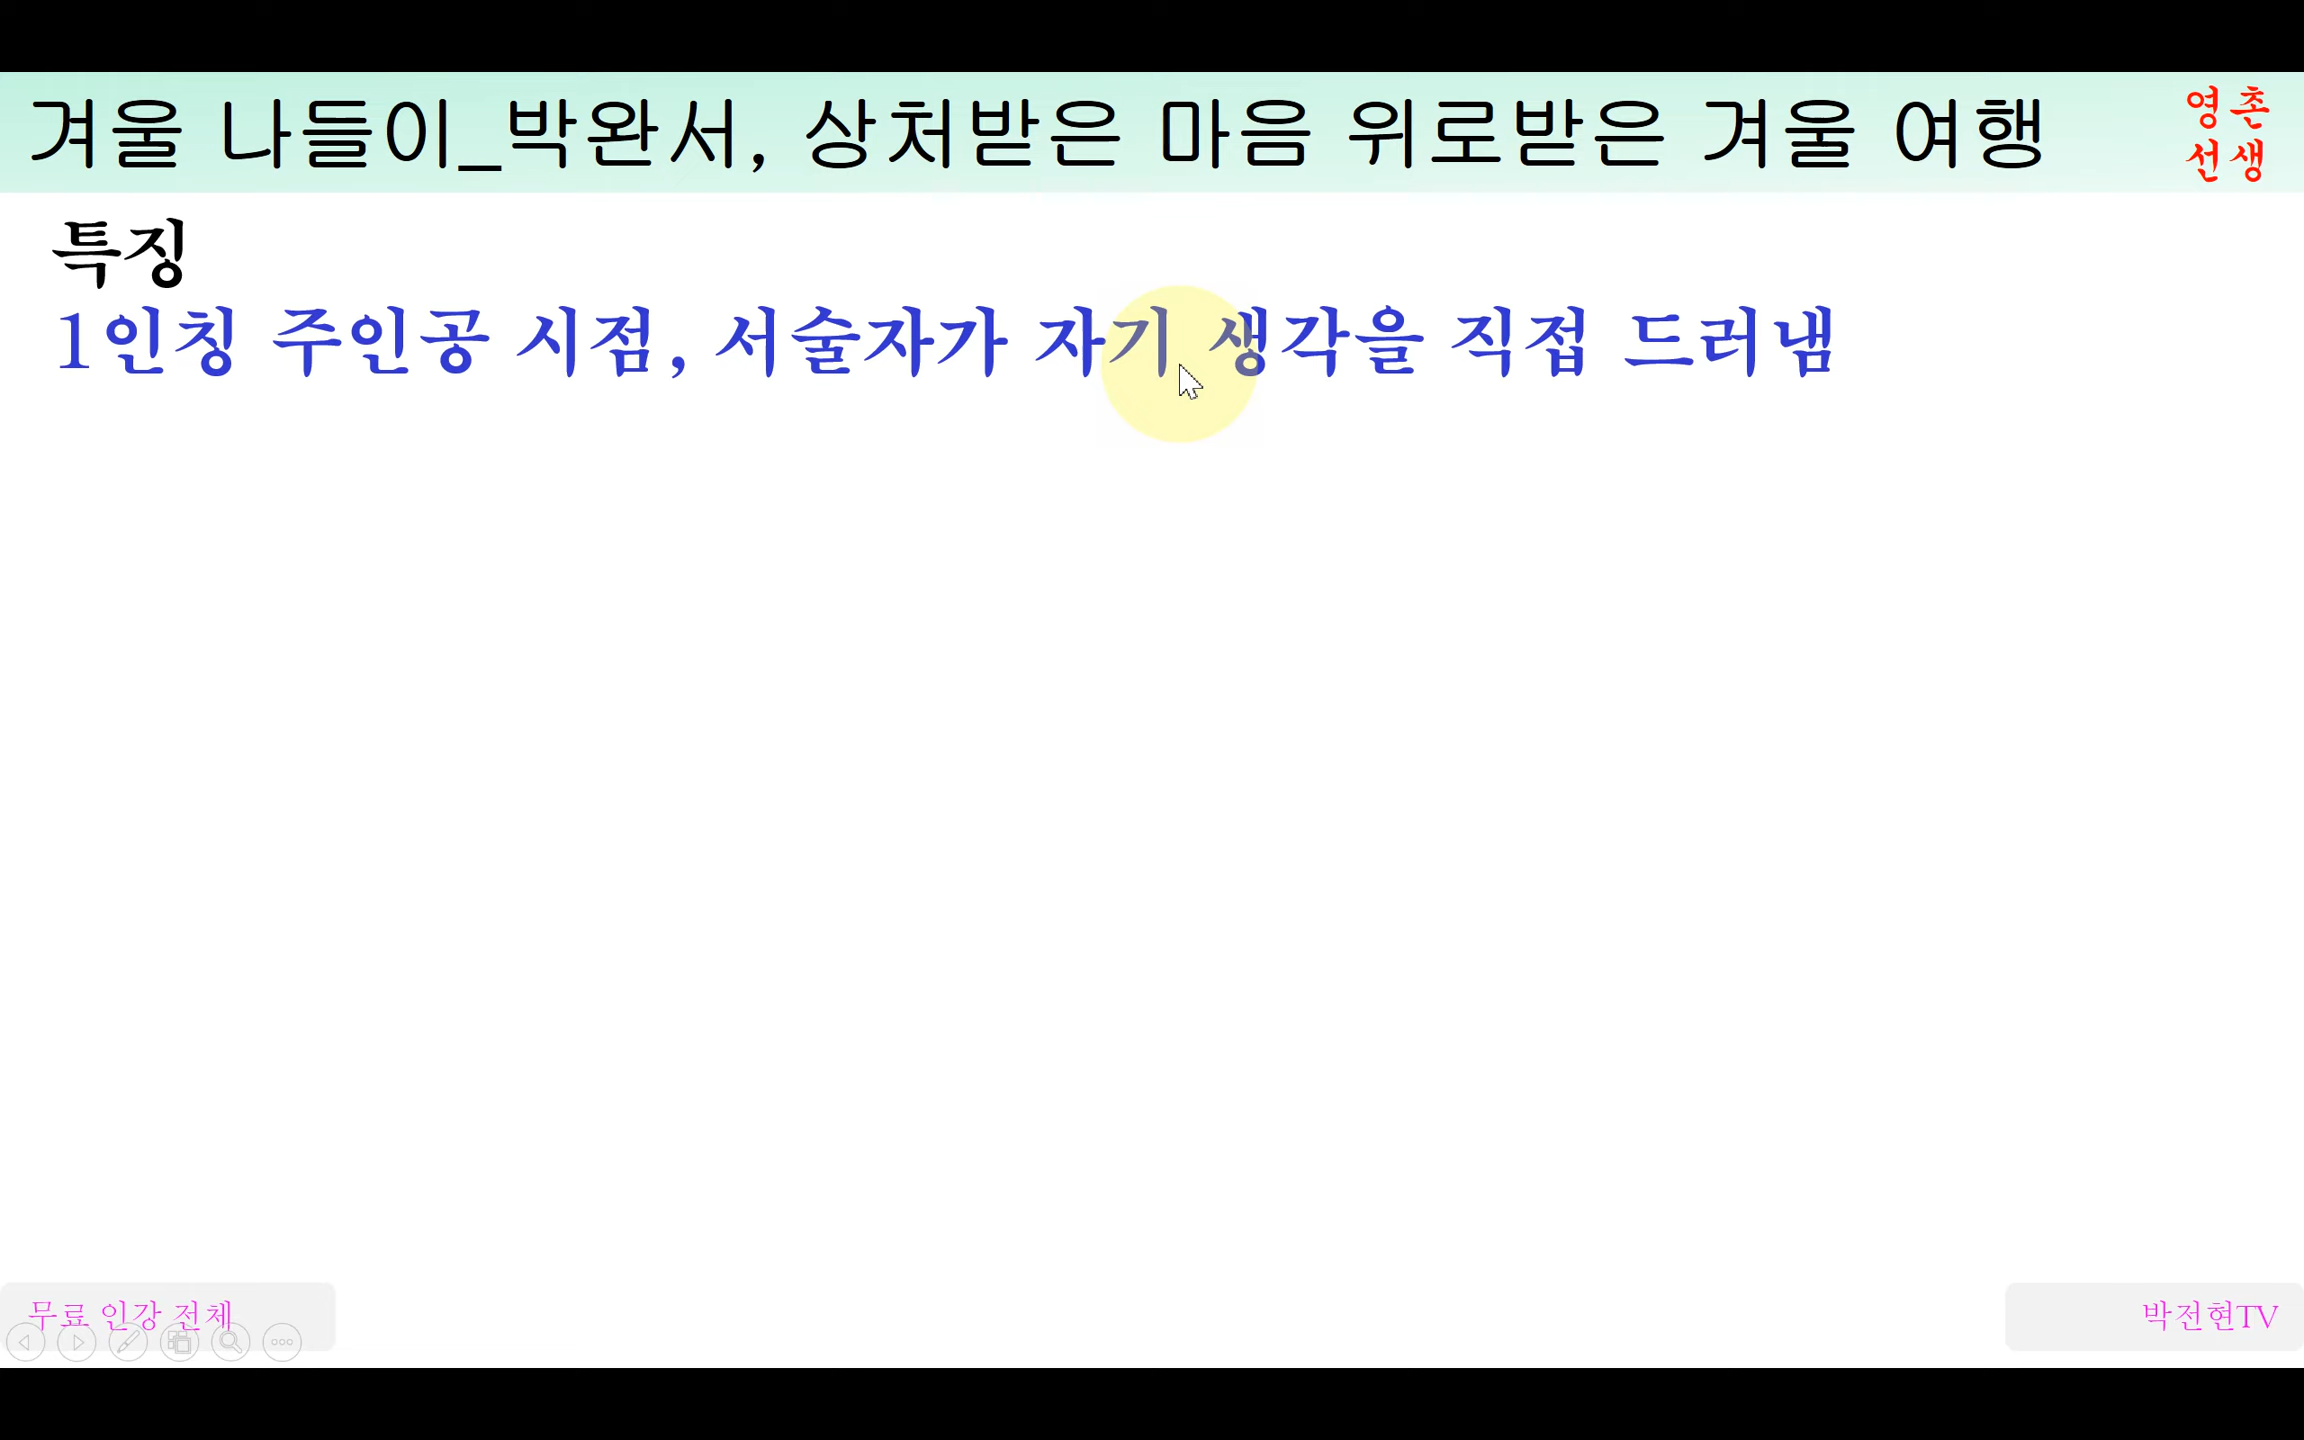 겨울 나들이_박완서, 상처받은 마음 위로받은 겨울 여행
영촌
선생
특징
1인칭 주인공 시점, 서술자가 자기 생각을 직접 드러냄
무료 인강 전체
박전현TV